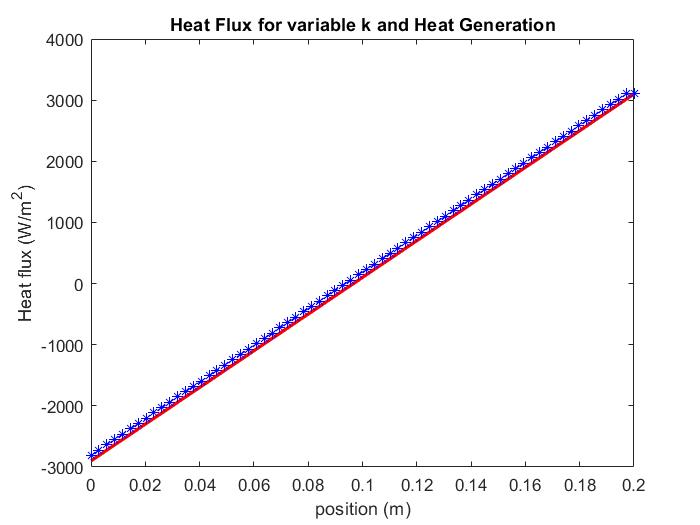 Heat Flux for variable k and Heat Generation
4000
3000
2000
1000
0
-1000
-2000
-3000
Heat flux (W/m²)
0 0.02 0.04 0.06 0.08 0.1 0.12 0.14 0.16 0.18 0.2
position (m)